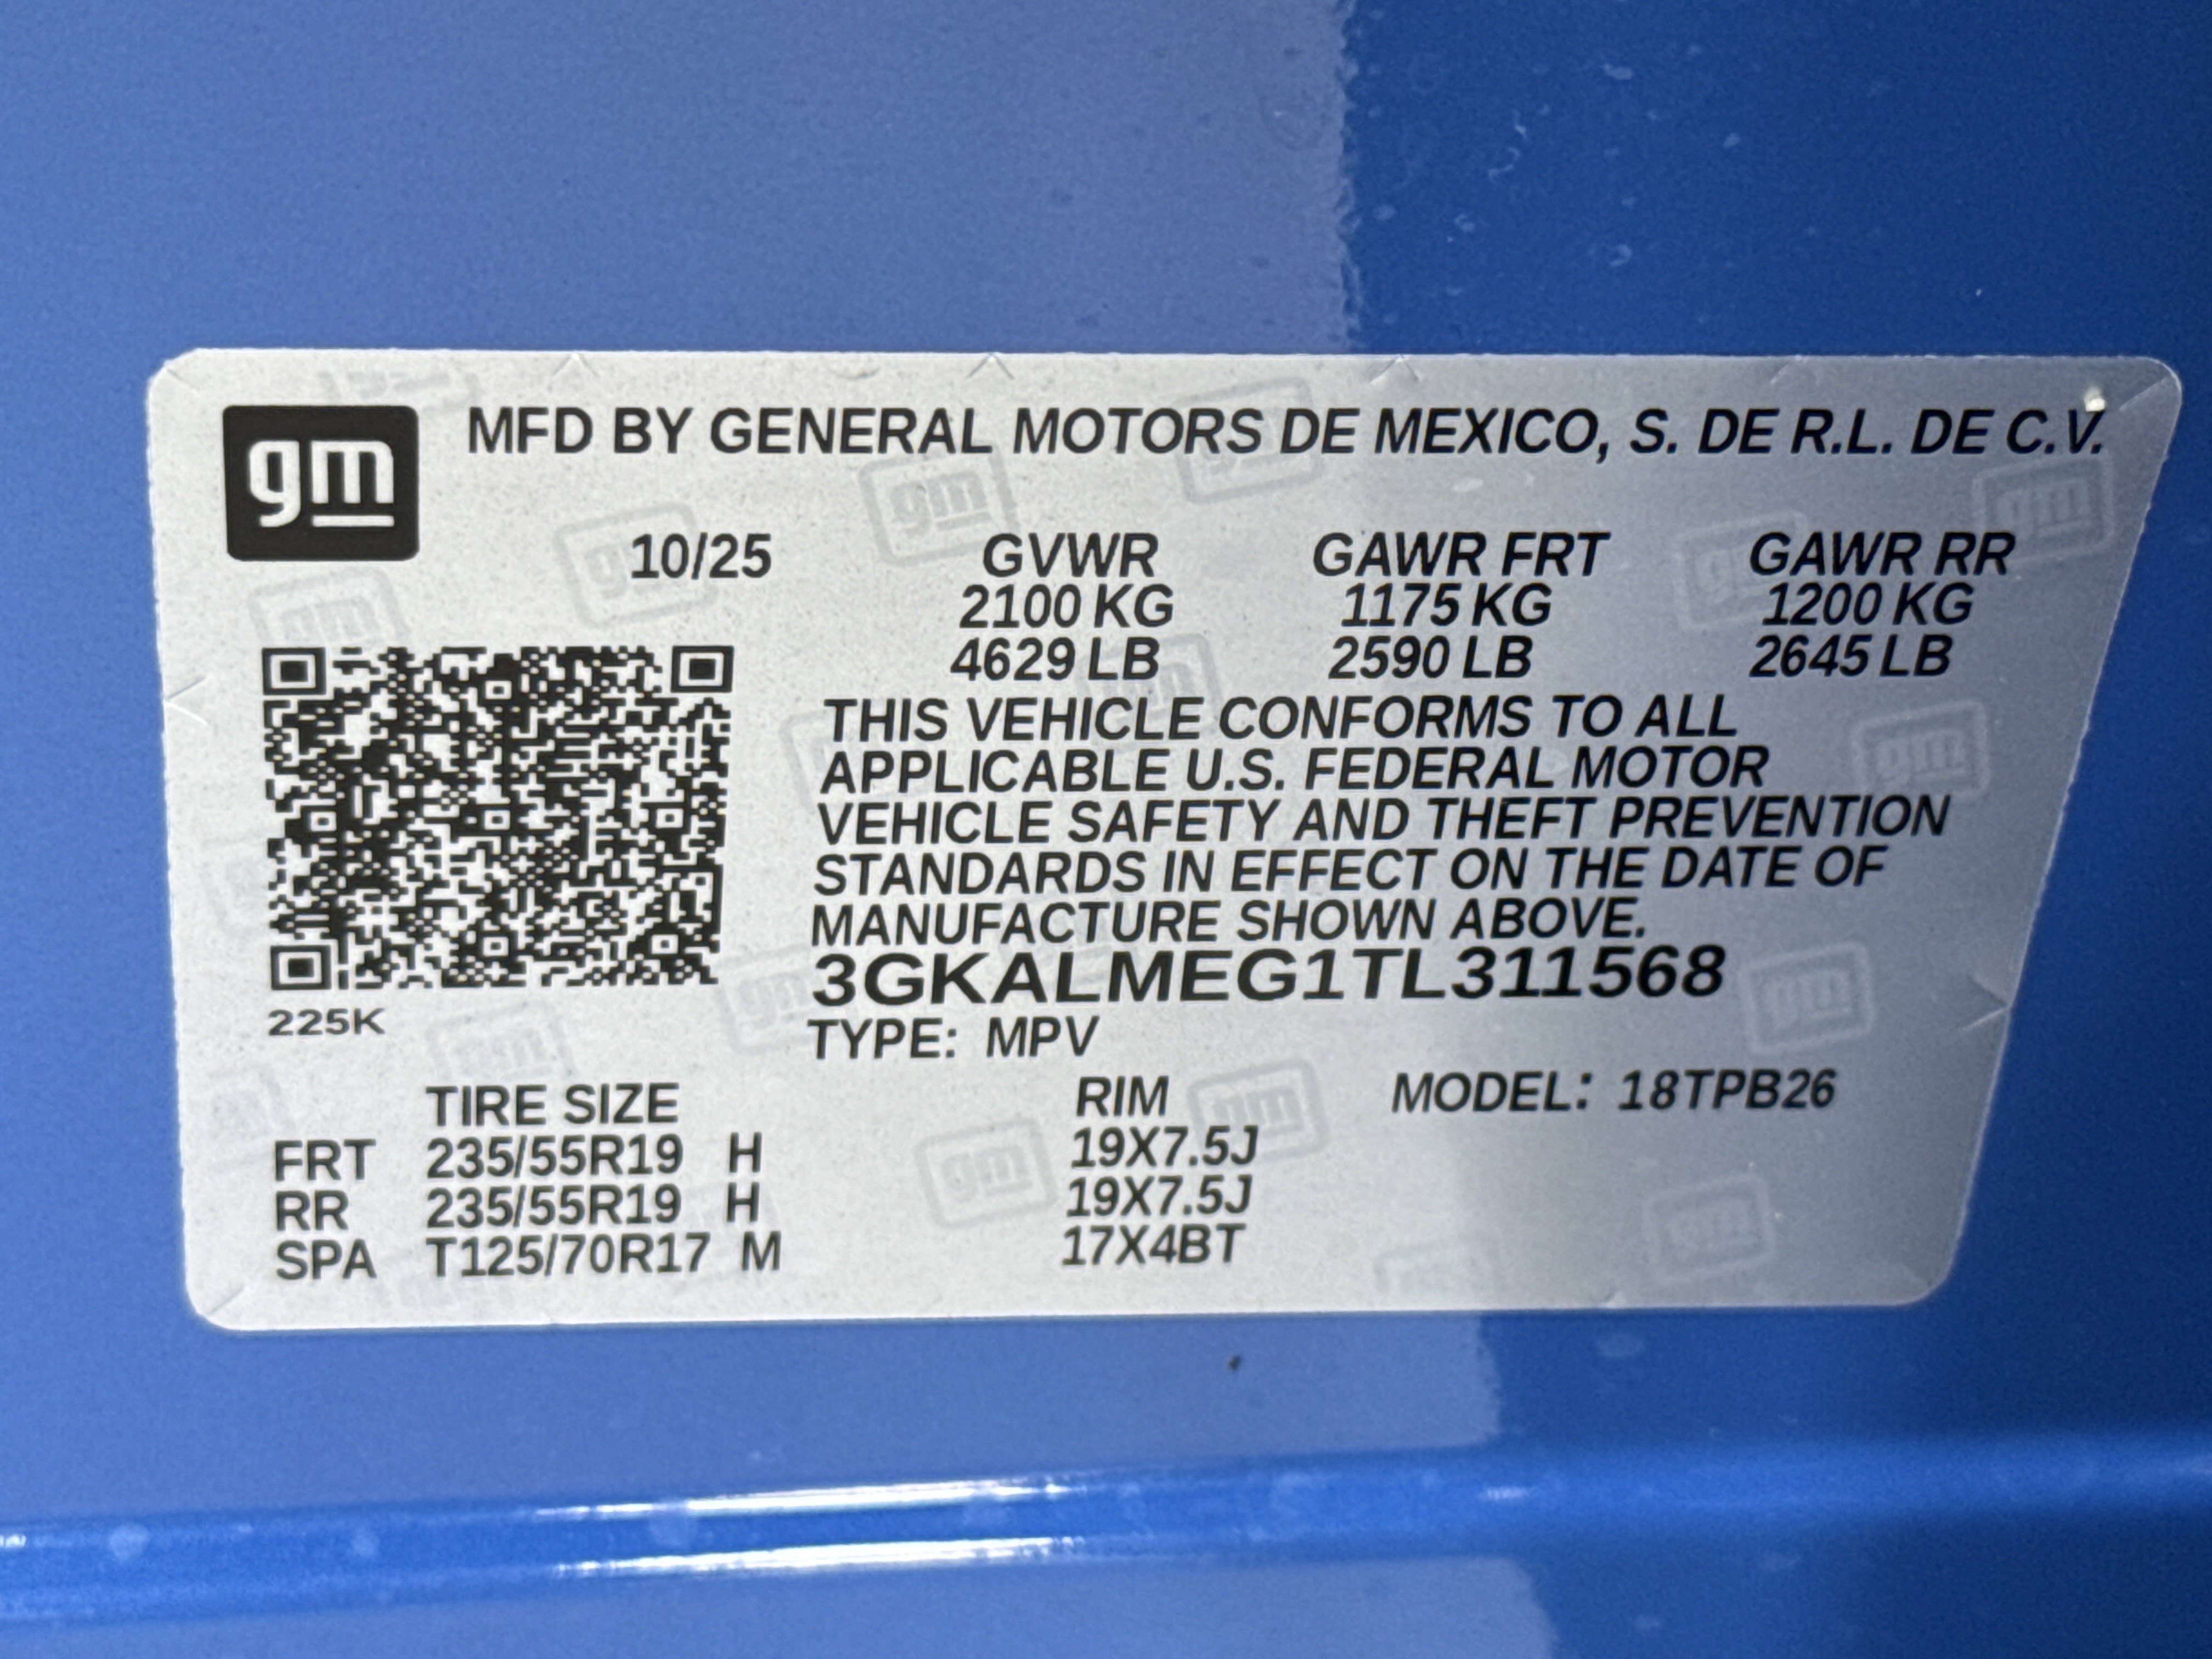 gm MFD BY GENERAL MOTORS DE MEXICO, S. DE R.L. DE C.V.
10/25 GVWR GAWR FRT GAWR RR
2100 KG 1175 KG 1200 KG
4629 LB 2590 LB 2645 LB
THIS VEHICLE CONFORMS TO ALL
APPLICABLE U.S. FEDERAL MOTOR
VEHICLE SAFETY AND THEFT PREVENTION
STANDARDS IN EFFECT ON THE DATE OF
MANUFACTURE SHOWN ABOVE.
3GKALMEG1TL311568
225K
TYPE: MPV
TIRE SIZE RIM MODEL: 18TPB26
FRT 235/55R19 H 19X7.5J
RR 235/55R19 H 19X7.5J
SPA T125/70R17 M 17X4BT